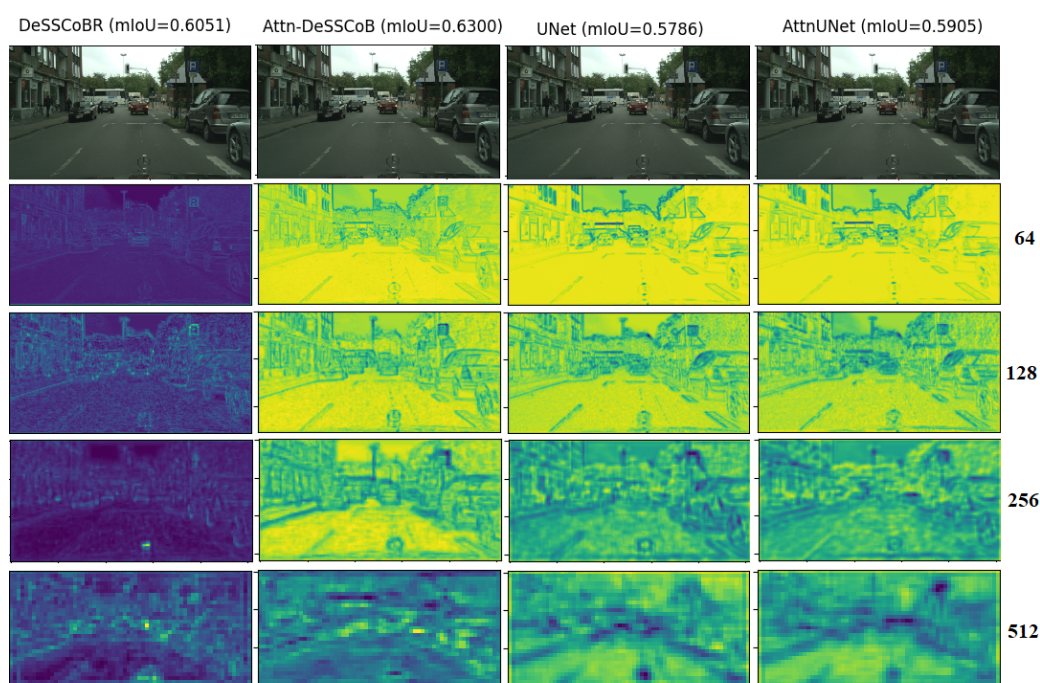 DeSSCoBR (mIoU=0.6051) Attn-DeSSCoB (mIoU=0.6300) UNet (mIoU=0.5786) AttnUNet (mIoU=0.5905)
64
128
256
512